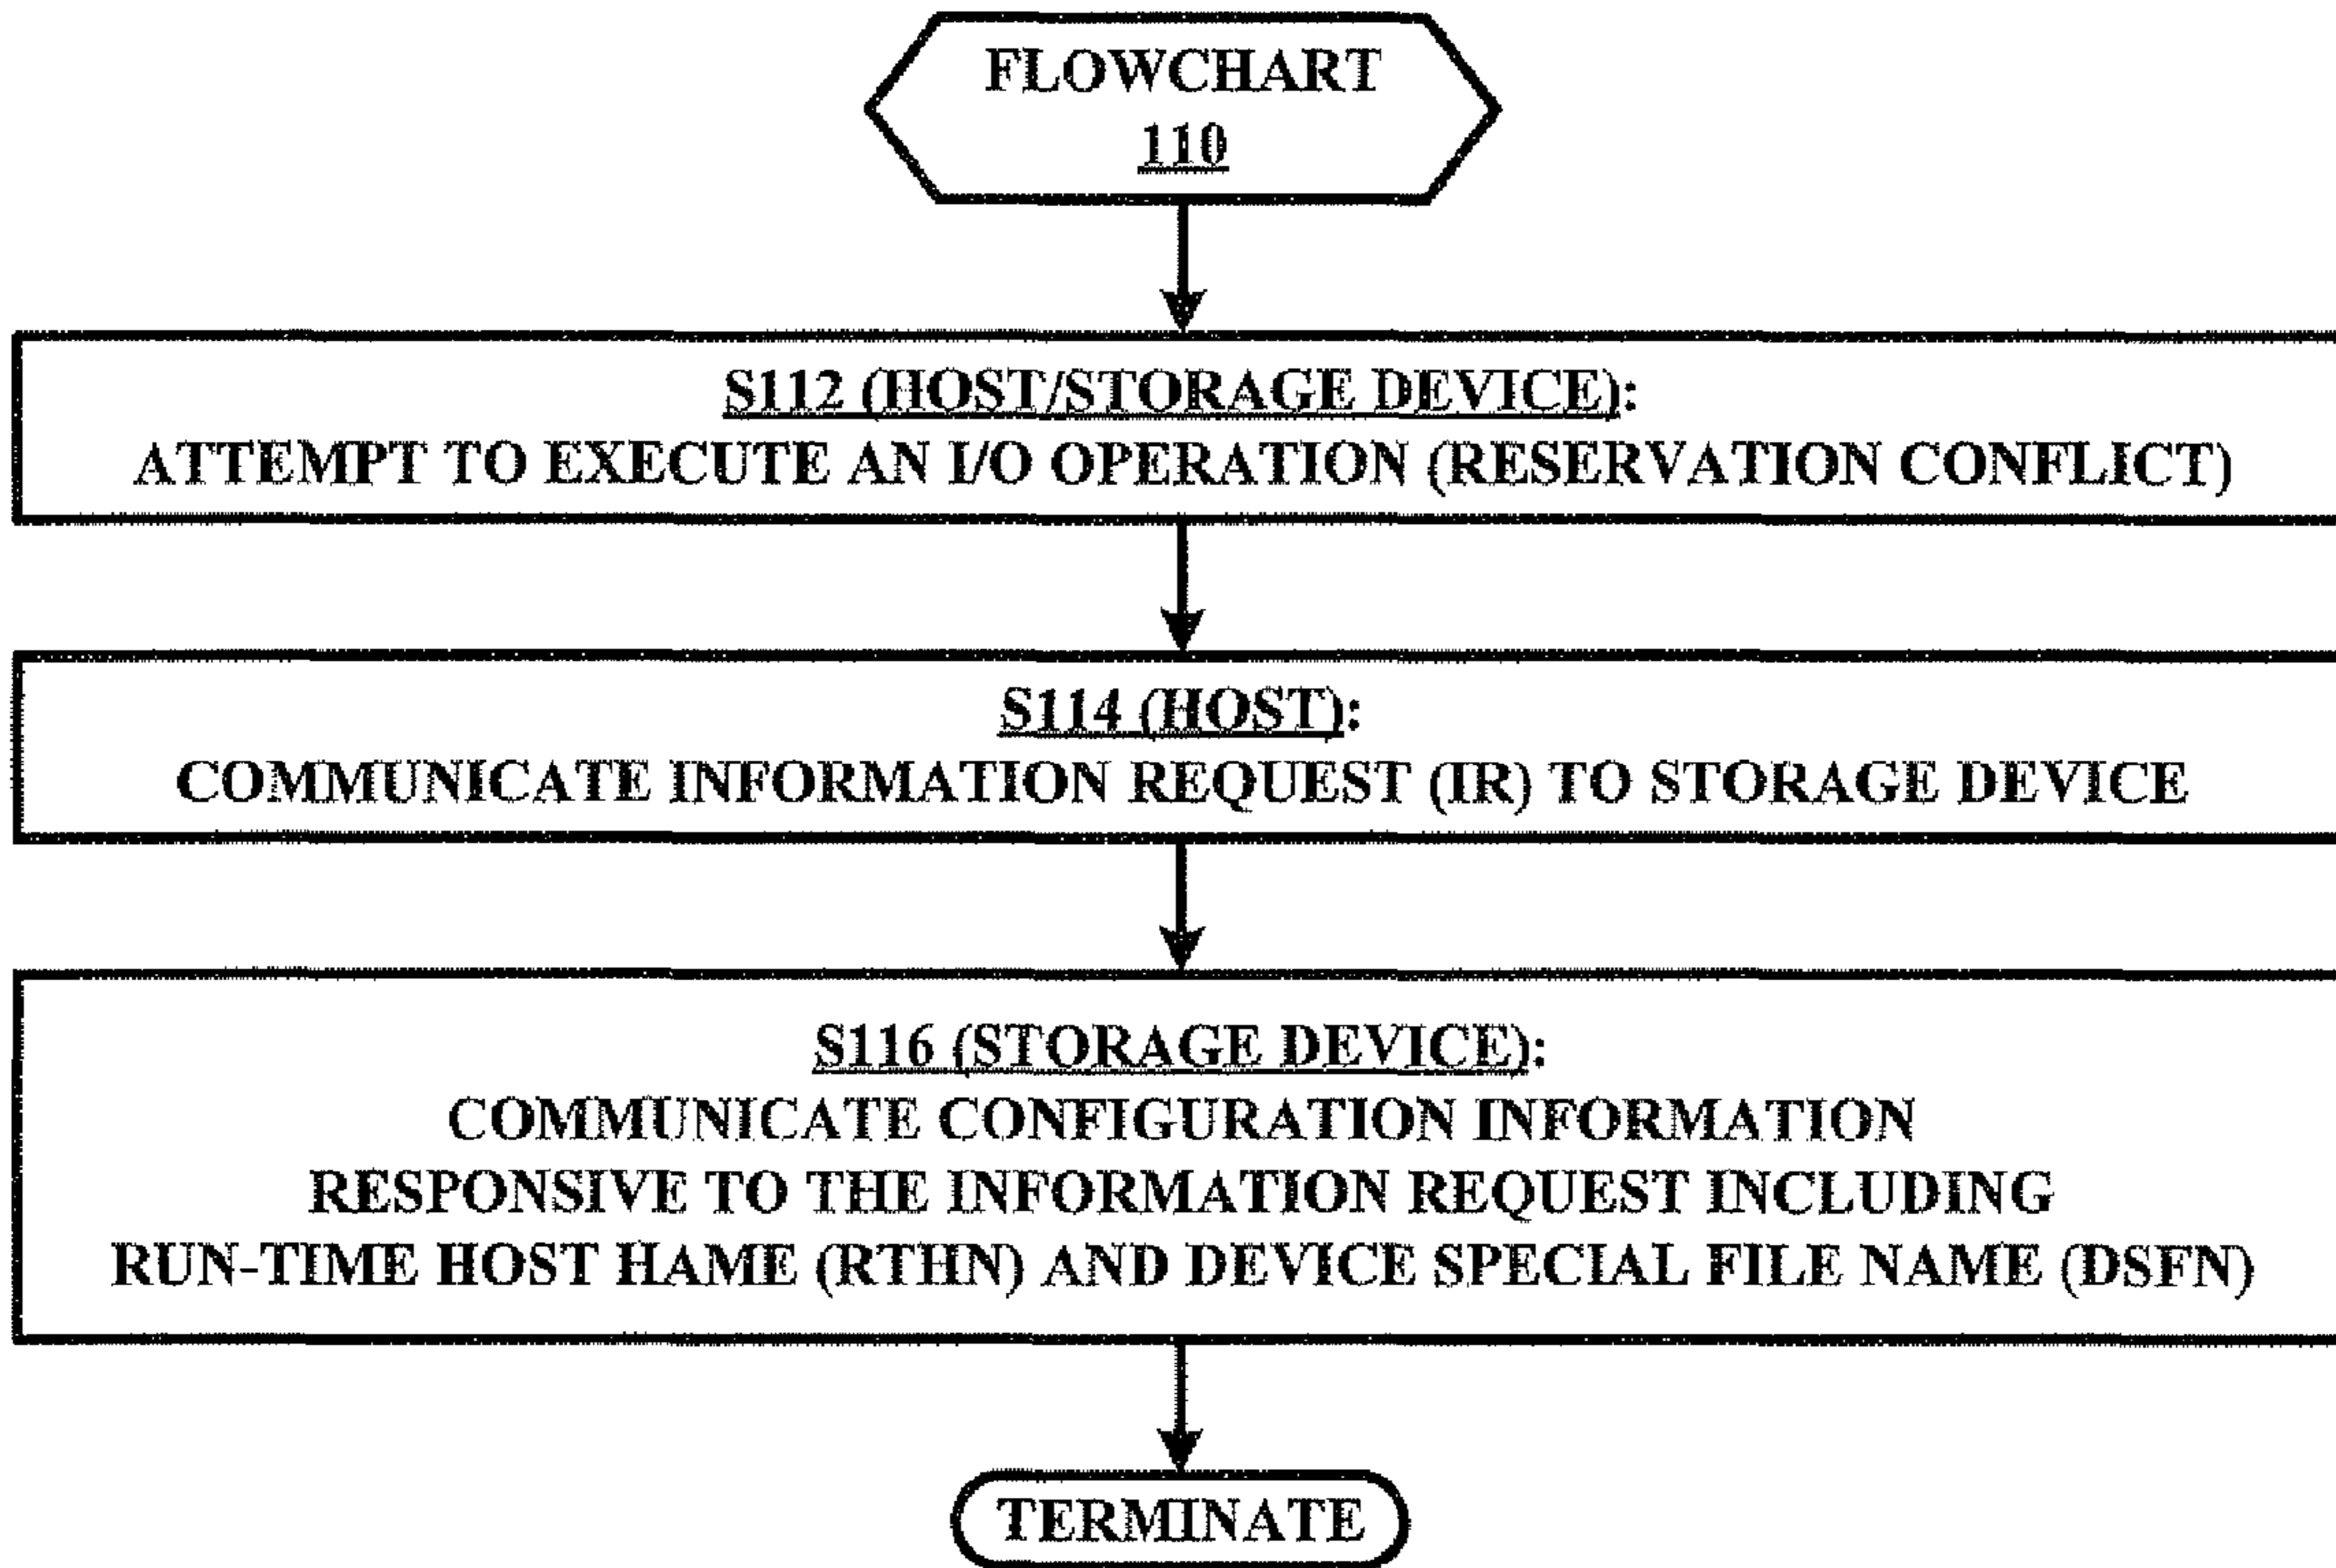 FLOWCHART
110
S112 (HOST/STORAGE DEVICE):
ATTEMPT TO EXECUTE AN I/O OPERATION (RESERVATION CONFLICT)
S114 (HOST):
COMMUNICATE INFORMATION REQUEST (IR) TO STORAGE DEVICE
S116 (STORAGE DEVICE):
COMMUNICATE CONFIGURATION INFORMATION
RESPONSIVE TO THE INFORMATION REQUEST INCLUDING
RUN-TIME HOST HAME (RTHN) AND DEVICE SPECIAL FILE NAME (DSFN)
TERMINATE